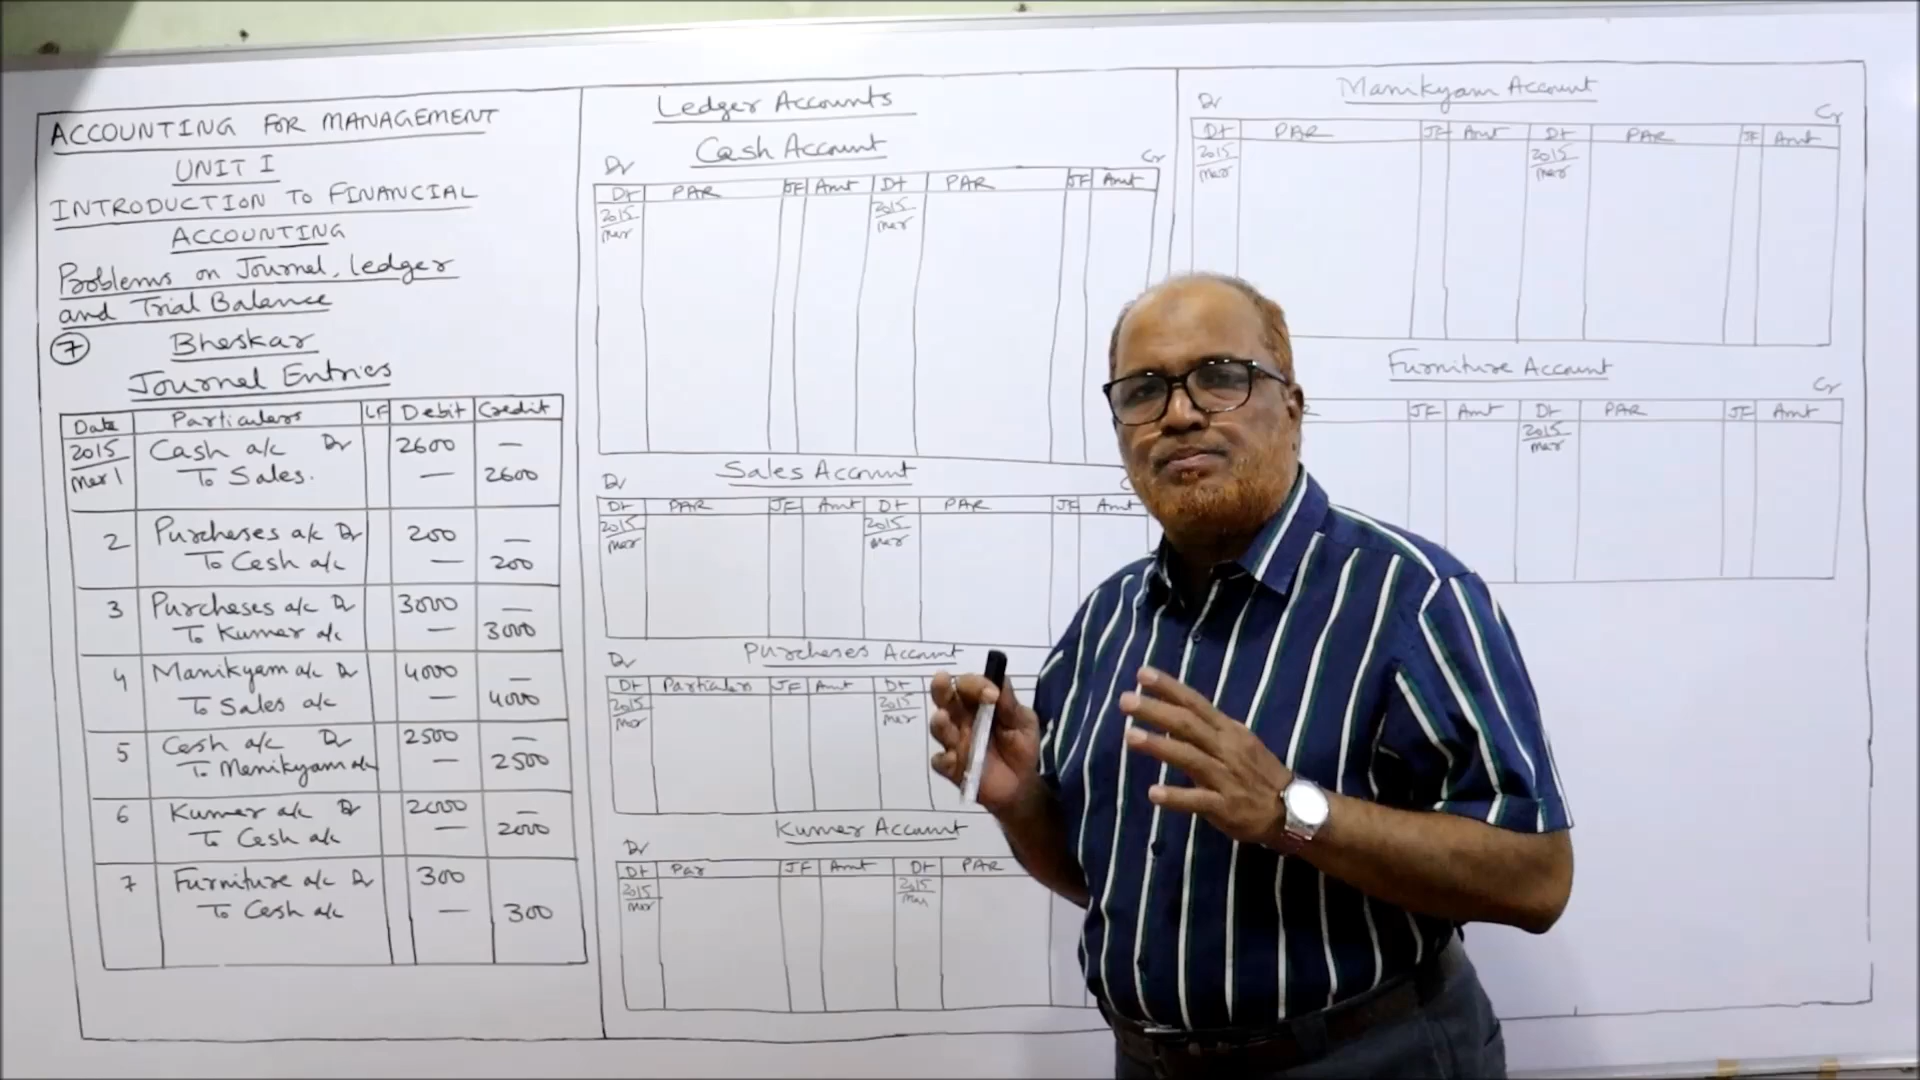 ACCOUNTING FOR MANAGEMENT
UNIT I
INTRODUCTION TO FINANCIAL
ACCOUNTING
Problems on Journal, ledger
and Trial Balance
7 Bhaskar
Journal Entries
Date Particulars LF Debit Credit
2015 Cash a/c Dr 2600 —
Mar 1 To Sales. — 2600
2 Purchases a/c Dr 200 —
To Cash a/c — 200
3 Purchases a/c Dr 3000 —
To Kumar a/c — 3000
4 Manikyam a/c Dr 4000 —
To Sales a/c — 4000
5 Cash a/c Dr 2500 —
To Manikyam a/c — 2500
6 Kumar a/c Dr 2000 —
To Cash a/c — 2000
7 Furniture a/c Dr 300
To Cash a/c — 300
Ledger Accounts
Cash Account
Dr Cr
Dt PAR JF Amt Dt PAR JF Amt
2015 2015
Mar Mar
Sales Account
Dr
Dt PAR JF Amt Dt PAR JF Amt
2015 2015
Mar Mar
Purchases Account
Dr
Dt Particulars JF Amt Dt
2015 2015
Mar Mar
Kumar Account
Dr
Dt Par JF Amt Dt PAR
2015 2015
Mar Mar
Manikyam Account
Dr Cr
Dt PAR JF Amt Dt PAR JF Amt
2015 2015
Mar Mar
Furniture Account
Cr
JF Amt Dt PAR JF Amt
2015
Mar